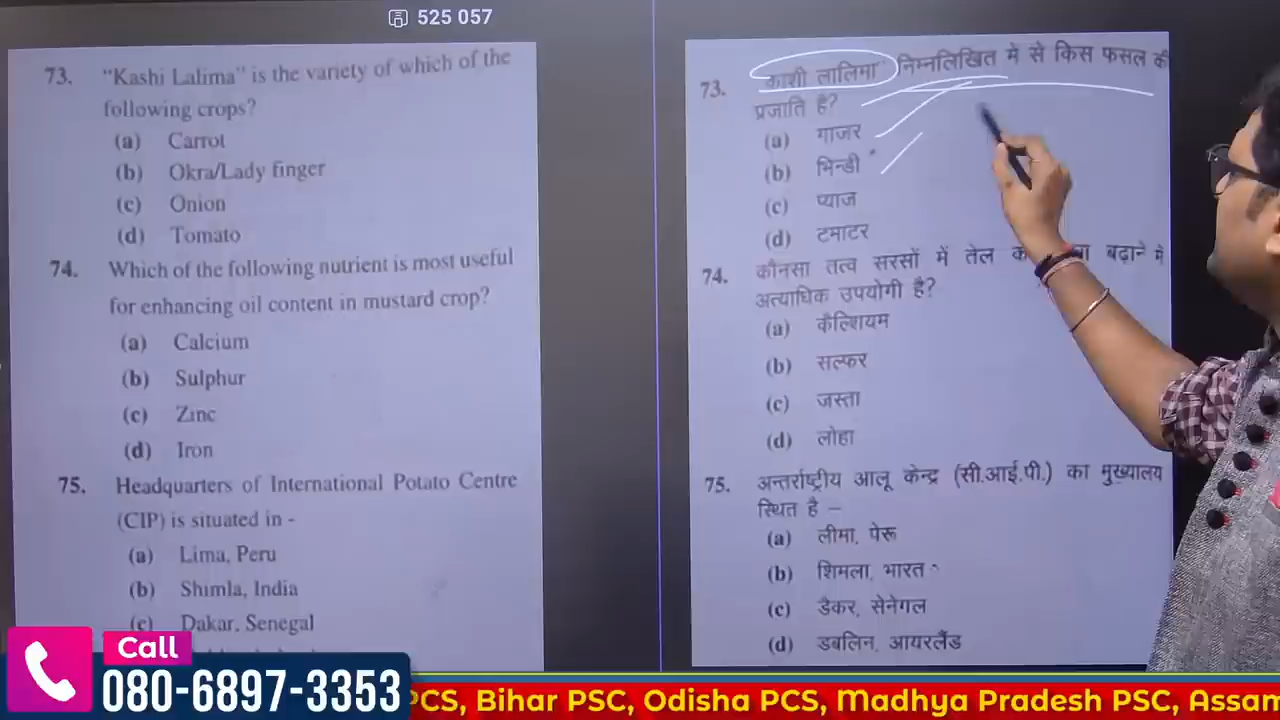 525 057
73. "Kashi Lalima" is the variety of which of the
following crops?
(a) Carrot
(b) Okra/Lady finger
(c) Onion
(d) Tomato
74. Which of the following nutrient is most useful
for enhancing oil content in mustard crop?
(a) Calcium
(b) Sulphur
(c) Zinc
(d) Iron
75. Headquarters of International Potato Centre
(CIP) is situated in -
(a) Lima, Peru
(b) Shimla, India
(c) Dakar, Senegal
73. काशी लालिमा निम्नलिखित में से किस फसल की
प्रजाति है?
(a) गाजर
(b) भिन्डी
(c) प्याज
(d) टमाटर
74. कौनसा तत्व सरसों में तेल बढ़ाने में
अत्याधिक उपयोगी है?
(a) कैल्शियम
(b) सल्फर
(c) जस्ता
(d) लोहा
75. अन्तर्राष्ट्रीय आलू केन्द्र (सी.आई.पी.) का मुख्यालय
स्थित है –
(a) लीमा, पेरू
(b) शिमला, भारत
(c) डैकर, सेनेगल
(d) डबलिन, आयरलैंड
Call
080-6897-3353
PCS, Bihar PSC, Odisha PCS, Madhya Pradesh PSC, Assam